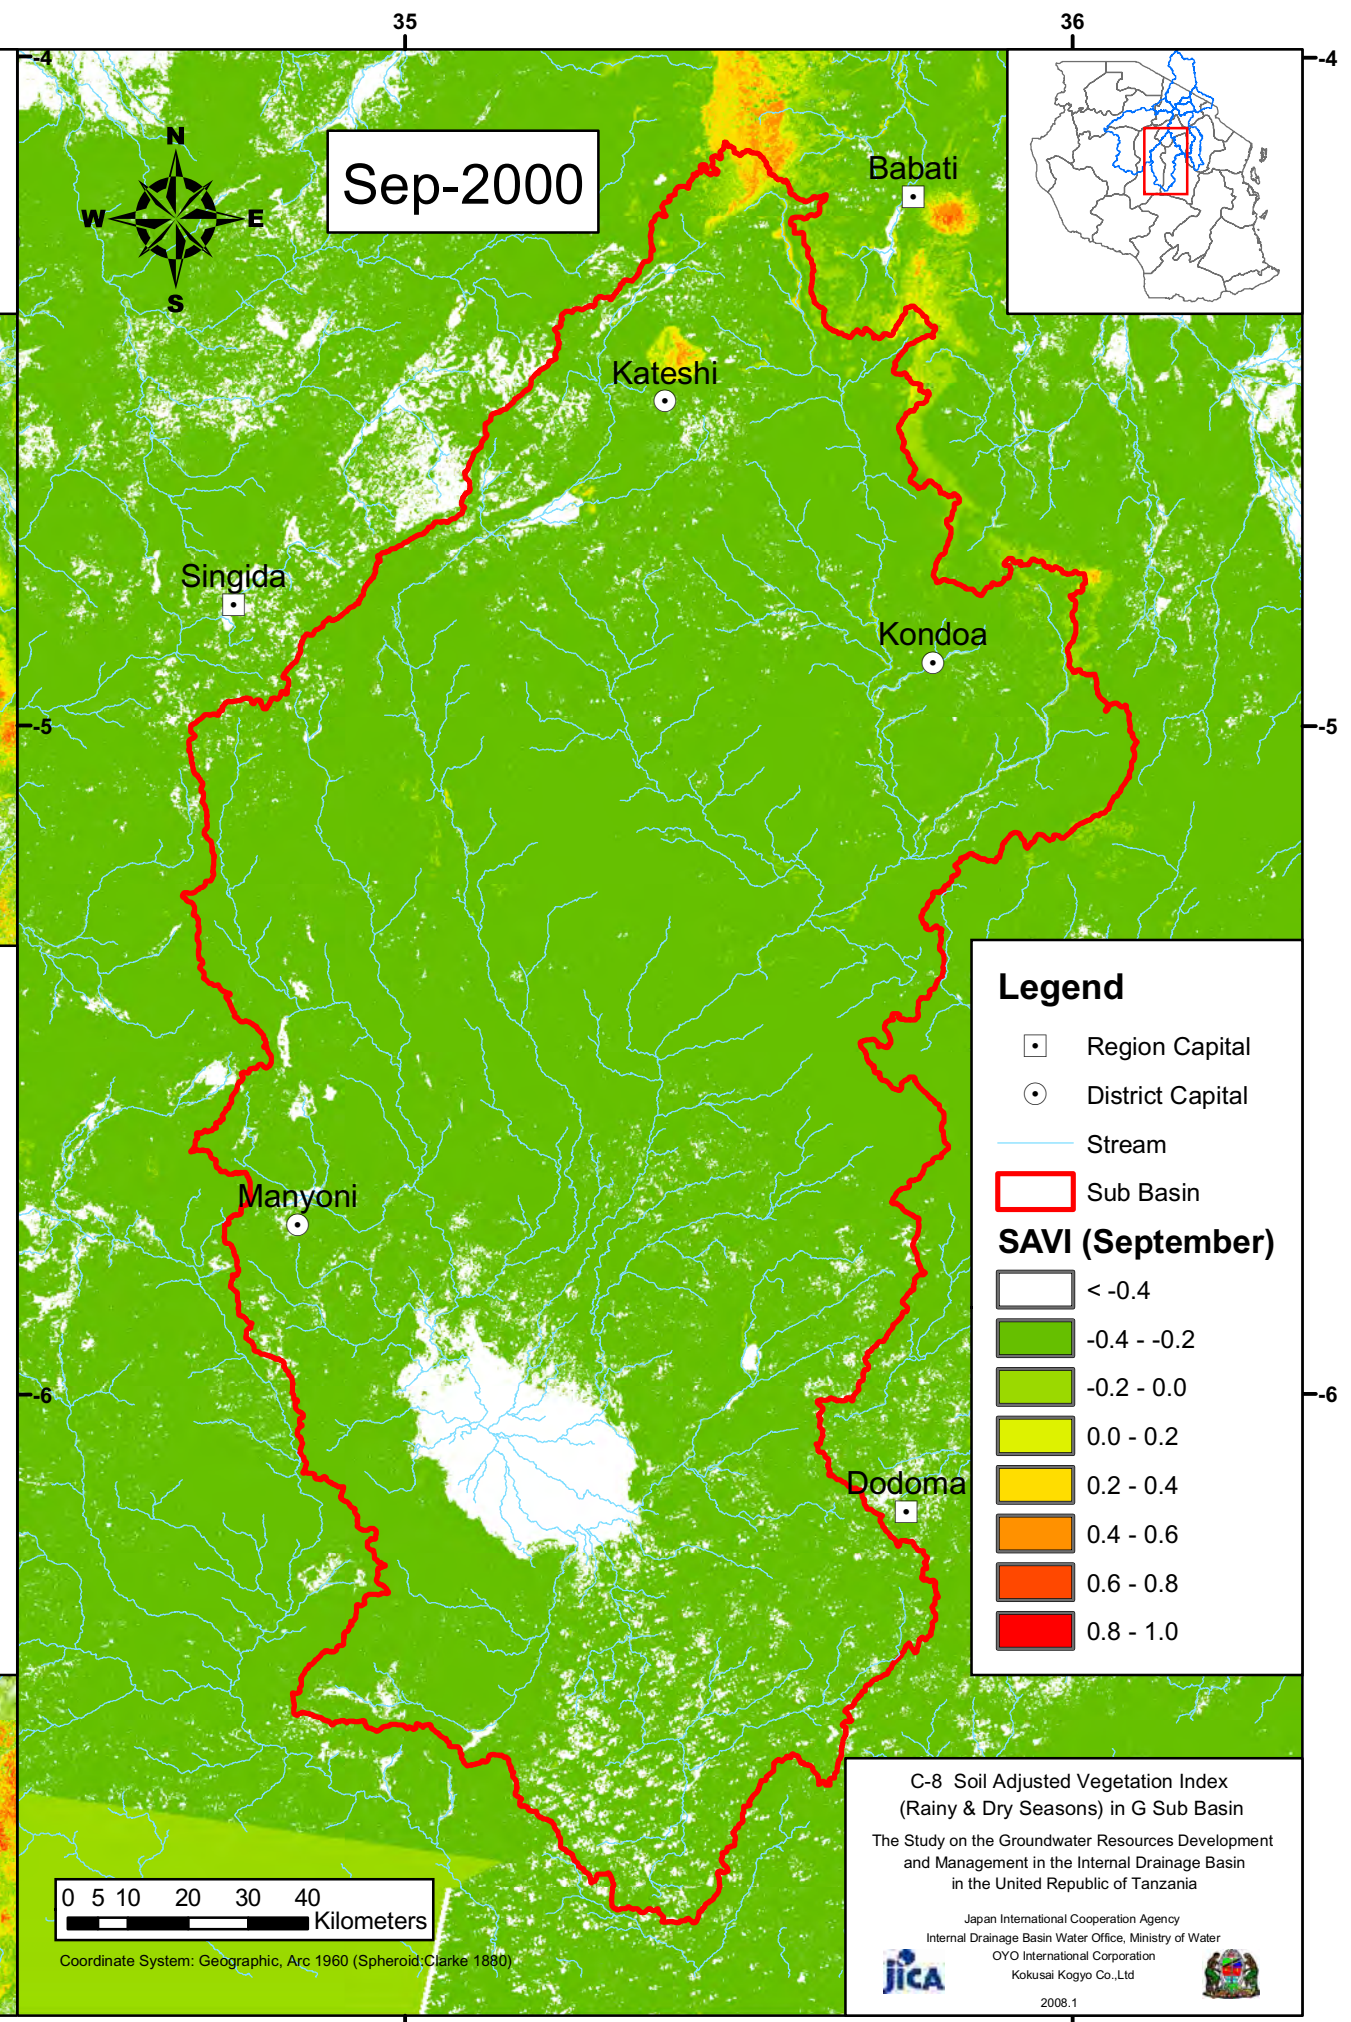 35
36
-4
-4
N
W
E
S
Sep-2000
Babati
Kateshi
Singida
Kondoa
-5
-5
Legend
Region Capital
District Capital
Stream
Sub Basin
Manyoni
SAVI (September)
< -0.4
-0.4 - -0.2
-0.2 - 0.0
-6
-6
0.0 - 0.2
0.2 - 0.4
Dodoma
0.4 - 0.6
0.6 - 0.8
0.8 - 1.0
C-8 Soil Adjusted Vegetation Index
(Rainy & Dry Seasons) in G Sub Basin
The Study on the Groundwater Resources Development
and Management in the Internal Drainage Basin
in the United Republic of Tanzania
Japan International Cooperation Agency
Internal Drainage Basin Water Office, Ministry of Water
OYO International Corporation
Kokusai Kogyo Co.,Ltd
2008.1
jICA
0 5 10 20 30 40
Kilometers
Coordinate System: Geographic, Arc 1960 (Spheroid:Clarke 1880)